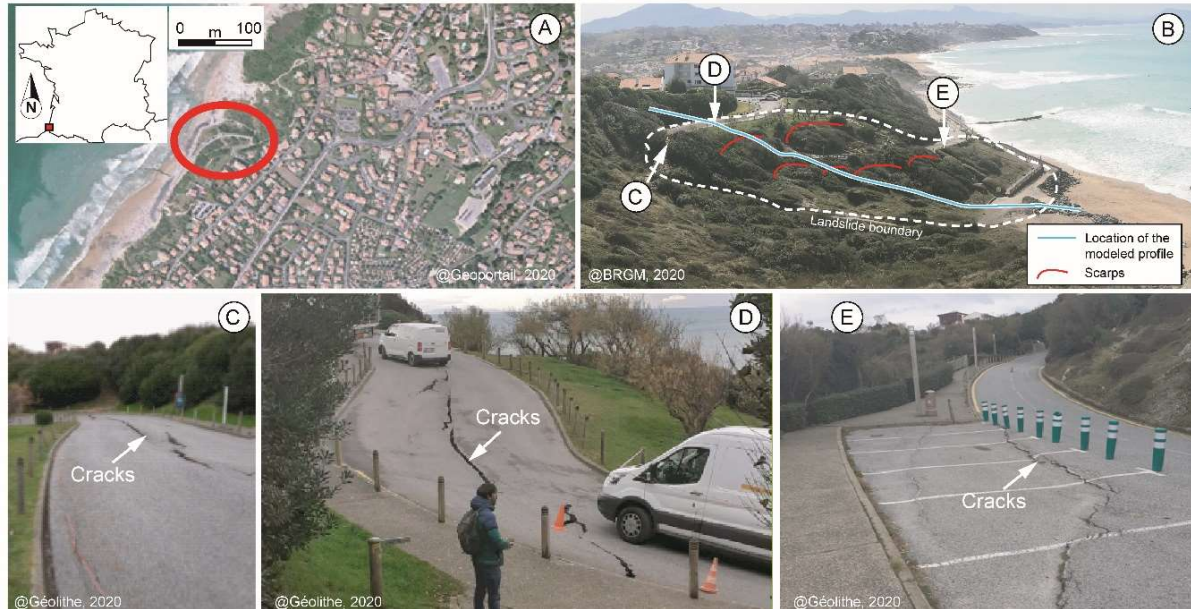 0 m 100
N
A
@Geoportail, 2020
B
D
E
C
Landslide boundary
@BRGM, 2020
Location of the
modeled profile
Scarps
C
Cracks
@Géolithe, 2020
D
Cracks
@Géolithe, 2020
E
Cracks
@Géolithe, 2020